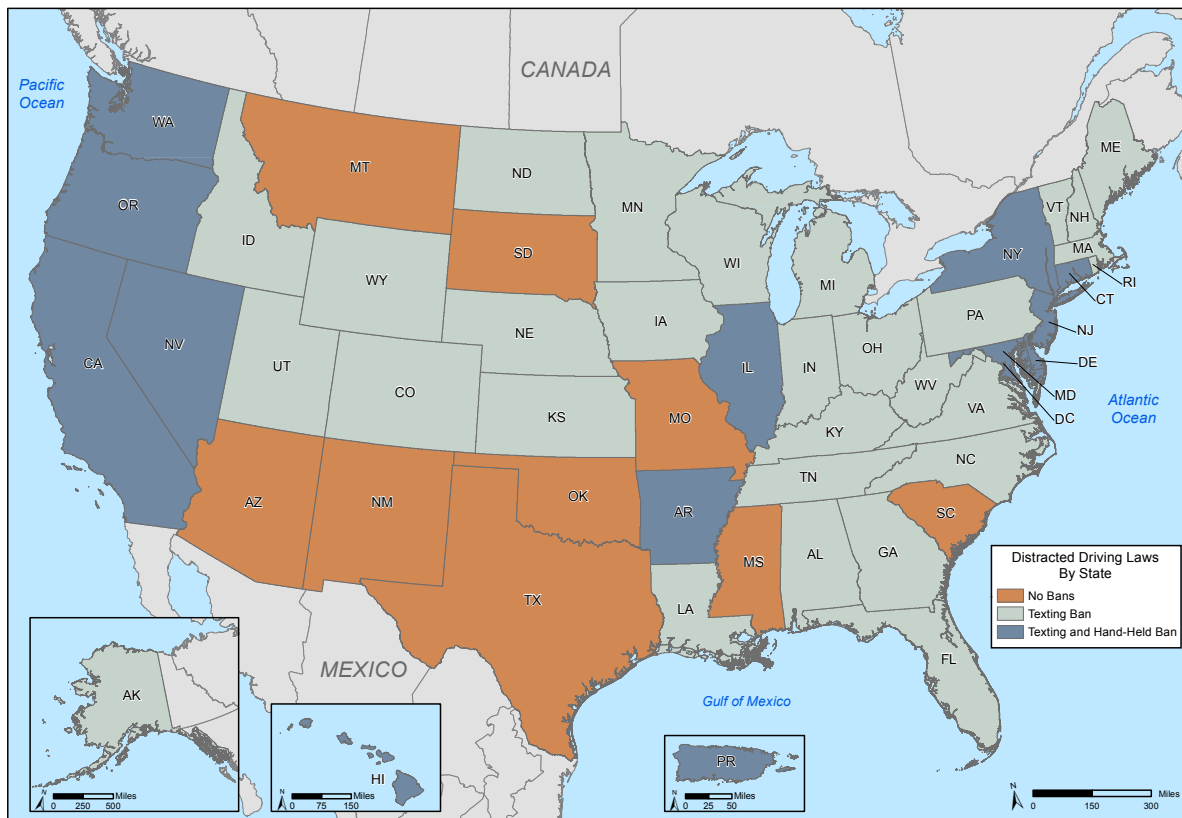 CANADA
Pacific
Ocean
WA
MT
ND
ME
MN
VT
NH
OR
ID
SD
WI
NY
MA
WY
MI
RI
CT
IA
PA
NE
NJ
NV
IL
IN
OH
DE
CA
UT
CO
WV
MD
KS
MO
VA
DC
Atlantic
Ocean
KY
NC
TN
AZ
NM
OK
AR
SC
MS
AL
GA
TX
LA
Distracted Driving Laws
By State
No Bans
Texting Ban
Texting and Hand-Held Ban
MEXICO
FL
Gulf of Mexico
AK
N
Miles
0 250 500
HI
N
Miles
0 75 150
PR
N
Miles
0 25 50
N
Miles
0 150 300